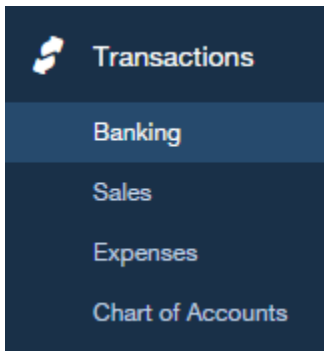 Transactions
Banking
Sales
Expenses
Chart of Accounts